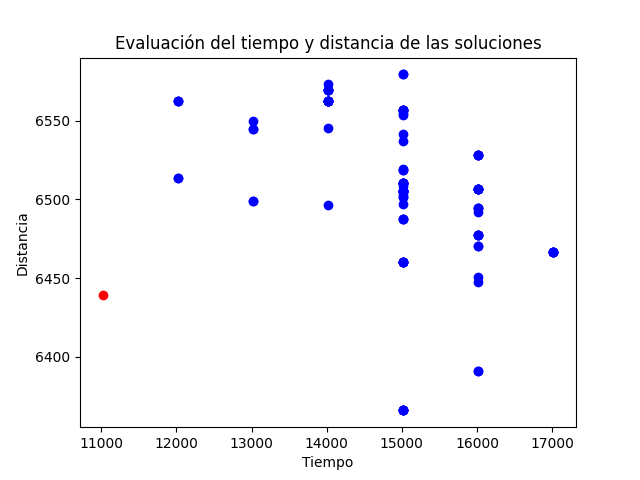 Evaluación del tiempo y distancia de las soluciones
Distancia
6550
6500
6450
6400
11000 12000 13000 14000 15000 16000 17000
Tiempo